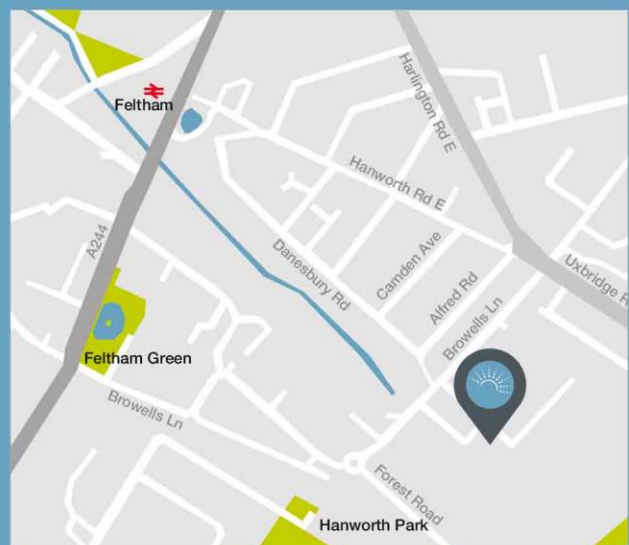 Harlington Rd E
Feltham
Hanworth Rd E
A244
Danesbury Rd
Camden Ave
Alfred Rd
Uxbridge R
Browells Ln
Feltham Green
Browells Ln
Forest Road
Hanworth Park